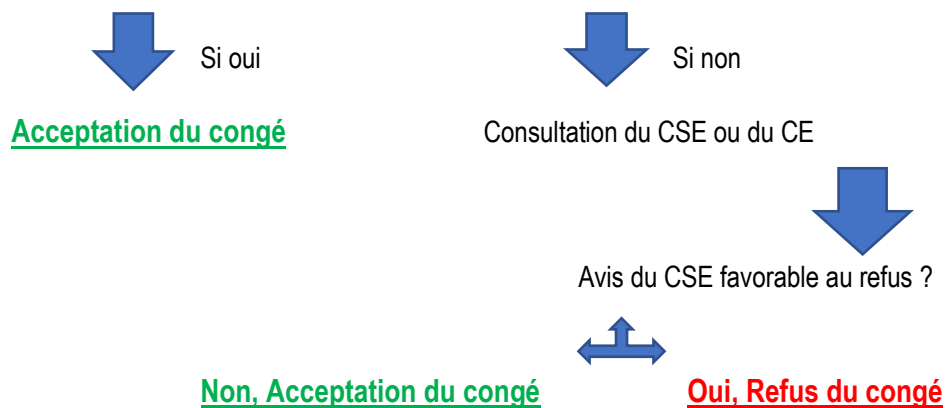 Si oui
Si non
Acceptation du congé
Consultation du CSE ou du CE
Avis du CSE favorable au refus ?
Non, Acceptation du congé
Oui, Refus du congé